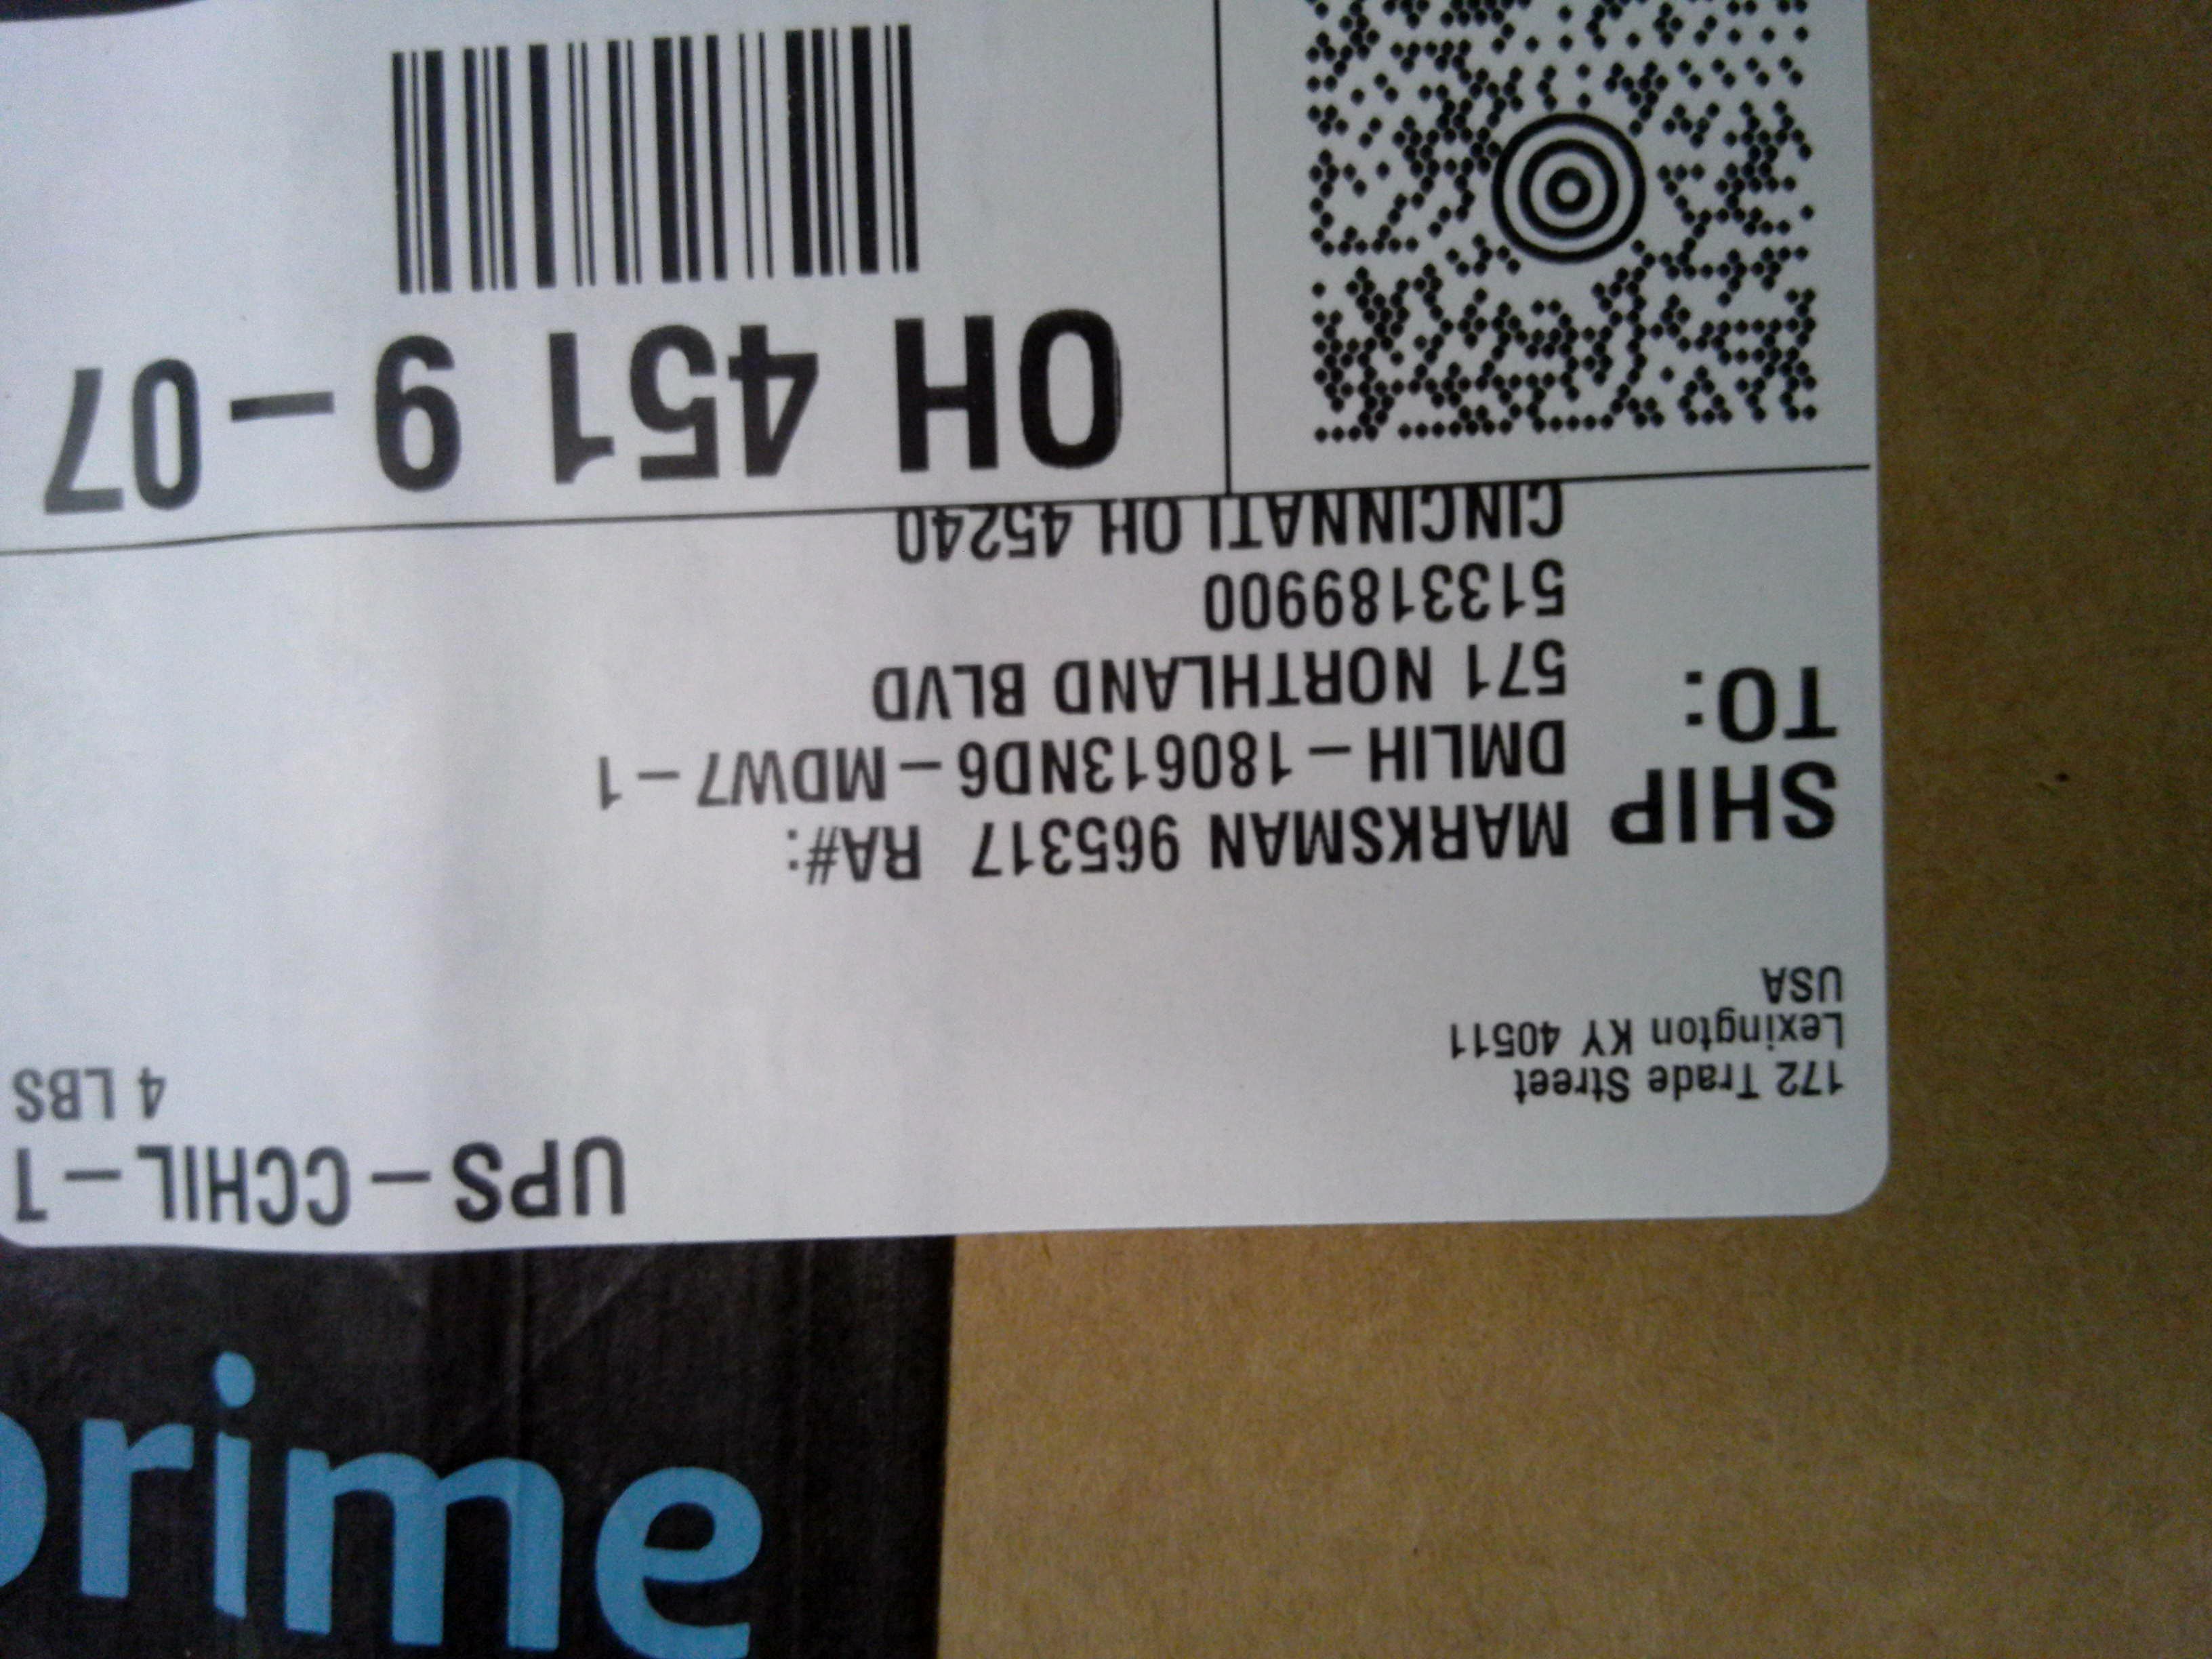 UPS - CCHIL - 1
4 LBS
172 Trade Street
Lexington KY 40511
USA
SHIP
TO:
MARKSMAN 965317 RA#:
DMLIH - 180613ND6 - MDW7 - 1
571 NORTHLAND BLVD
5133189900
CINCINNATI OH 45240
OH 451 9 - 07
prime